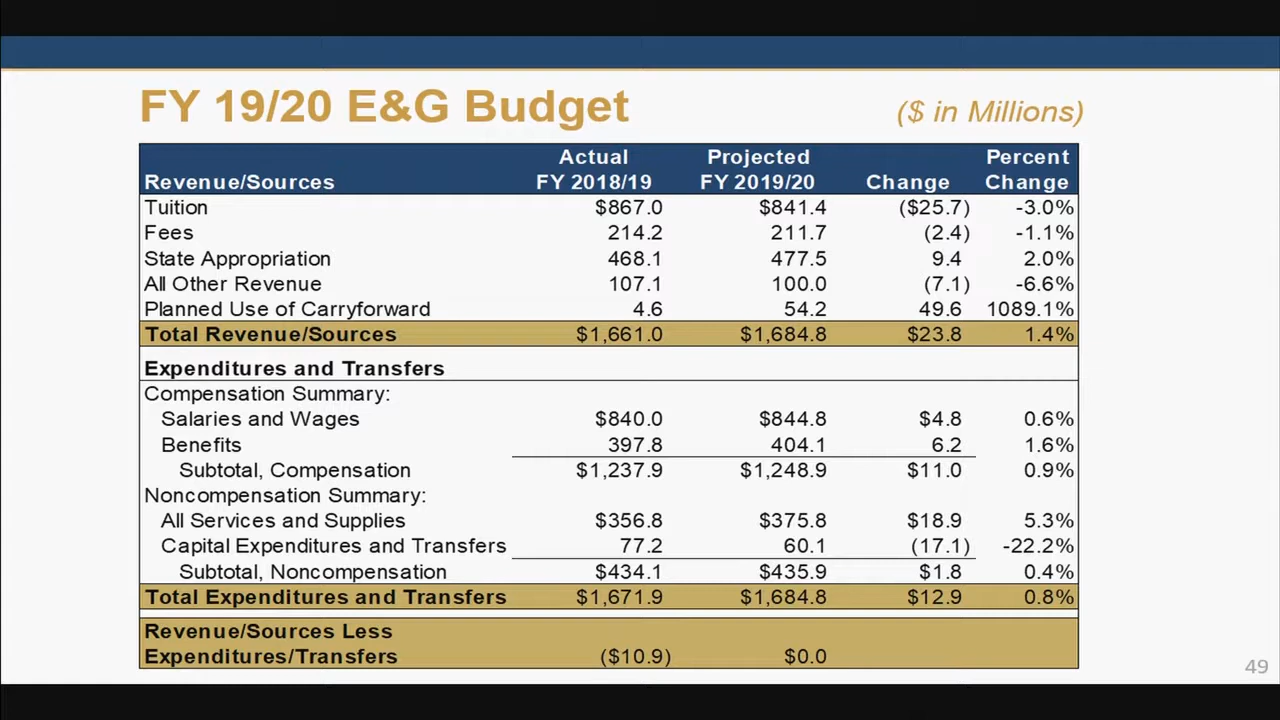 FY 19/20 E&G Budget ($ in Millions)
Actual Projected Percent
Revenue/Sources FY 2018/19 FY 2019/20 Change Change
Tuition $867.0 $841.4 ($25.7) -3.0%
Fees 214.2 211.7 (2.4) -1.1%
State Appropriation 468.1 477.5 9.4 2.0%
All Other Revenue 107.1 100.0 (7.1) -6.6%
Planned Use of Carryforward 4.6 54.2 49.6 1089.1%
Total Revenue/Sources $1,661.0 $1,684.8 $23.8 1.4%
Expenditures and Transfers
Compensation Summary:
Salaries and Wages $840.0 $844.8 $4.8 0.6%
Benefits 397.8 404.1 6.2 1.6%
Subtotal, Compensation $1,237.9 $1,248.9 $11.0 0.9%
Noncompensation Summary:
All Services and Supplies $356.8 $375.8 $18.9 5.3%
Capital Expenditures and Transfers 77.2 60.1 (17.1) -22.2%
Subtotal, Noncompensation $434.1 $435.9 $1.8 0.4%
Total Expenditures and Transfers $1,671.9 $1,684.8 $12.9 0.8%
Revenue/Sources Less
Expenditures/Transfers ($10.9) $0.0
49